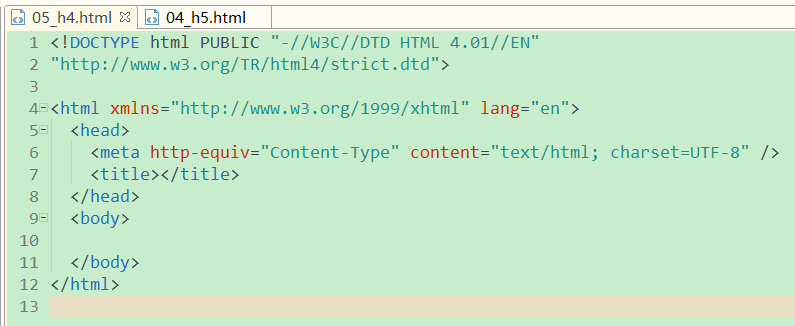 05_h4.html 04_h5.html
1 <!DOCTYPE html PUBLIC "-//W3C//DTD HTML 4.01//EN"
2 "http://www.w3.org/TR/html4/strict.dtd">
3
4 <html xmlns="http://www.w3.org/1999/xhtml" lang="en">
5 <head>
6 <meta http-equiv="Content-Type" content="text/html; charset=UTF-8" />
7 <title></title>
8 </head>
9 <body>
10
11 </body>
12 </html>
13